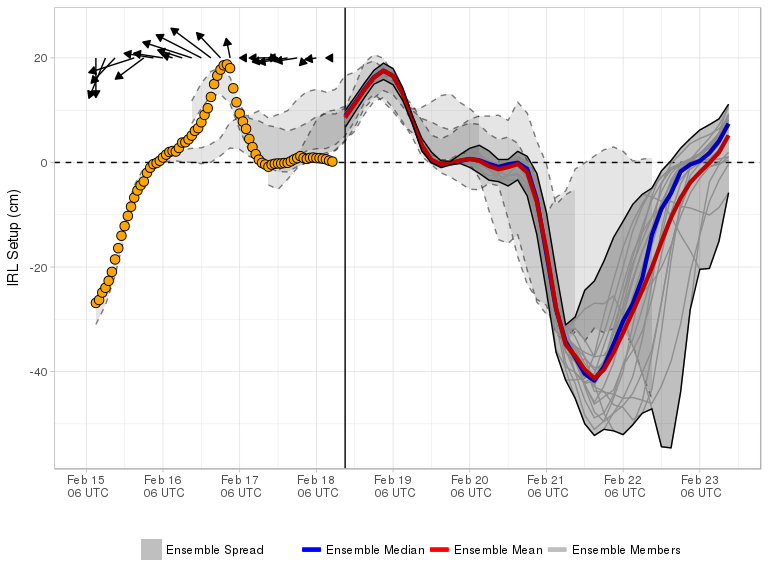 IRL Setup (cm)
20
0
-20
-40
Feb 15 Feb 16 Feb 17 Feb 18 Feb 19 Feb 20 Feb 21 Feb 22 Feb 23
06 UTC 06 UTC 06 UTC 06 UTC 06 UTC 06 UTC 06 UTC 06 UTC 06 UTC
Ensemble Spread Ensemble Median Ensemble Mean Ensemble Members